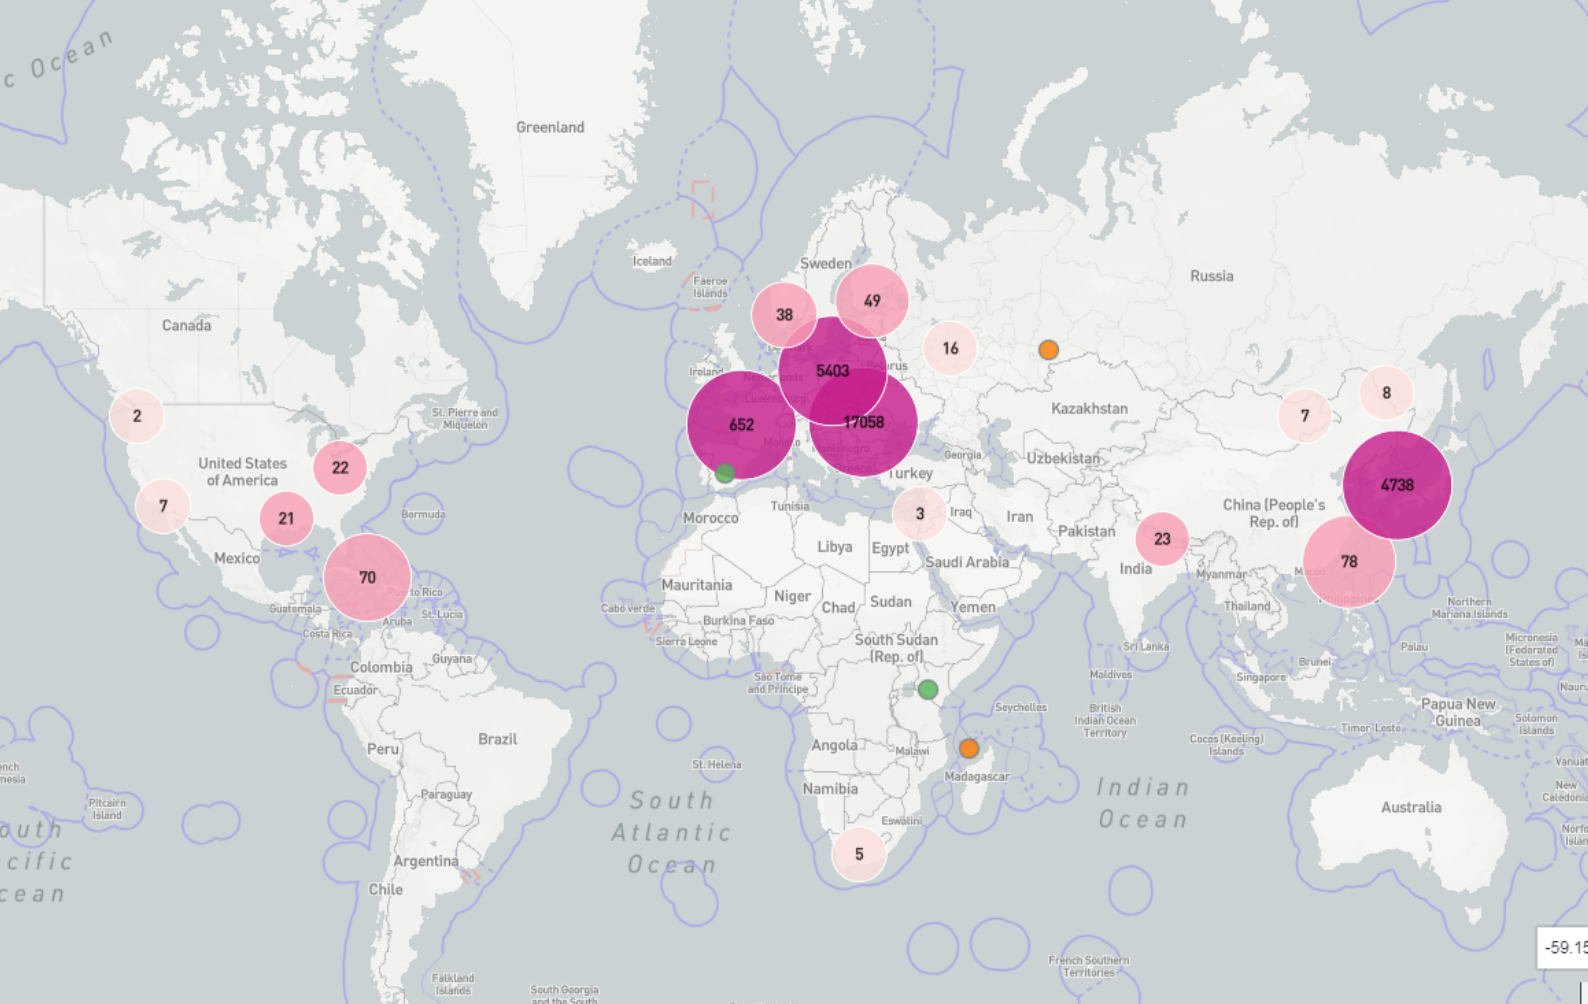 c Ocean
Greenland
Iceland
Faeroe
Islands
Sweden
Russia
Canada
Ireland
Belarus
38
49
16
5403
652
17058
Kazakhstan
2
St. Pierre and
Miquelon
8
7
Georgia
Uzbekistan
Turkey
United States
of America
22
7
21
Bermuda
Morocco
Tunisia
3
Iraq
Iran
Pakistan
China (People's
Rep. of)
4738
Mexico
70
Libya
Egypt
Saudi Arabia
23
India
Myanmar
78
Philippines
Mauritania
Niger
Chad
Sudan
Yemen
Thailand
Northern
Mariana Islands
Guatemala
Puerto Rico
St. Lucia
Aruba
Costa Rica
Cabo verde
Burkina Faso
Sierra Leone
South Sudan
(Rep. of)
Sri Lanka
Palau
Micronesia
(Federated
States of)
Colombia
Guyana
Ecuador
Sao Tome
and Principe
Maldives
Singapore
Brunei
Seychelles
British
Indian Ocean
Territory
Papua New
Guinea
Solomon
Islands
Timor-Leste
Cocos (Keeling)
Islands
Peru
Brazil
St. Helena
Angola
Malawi
Madagascar
Namibia
Pitcairn
Island
Paraguay
South
Atlantic
Ocean
Eswatini
Indian
Ocean
Australia
New
Argentina
Chile
5
Falkland
Islands
South Georgia
and the South
French Southern
Territories
-59.15